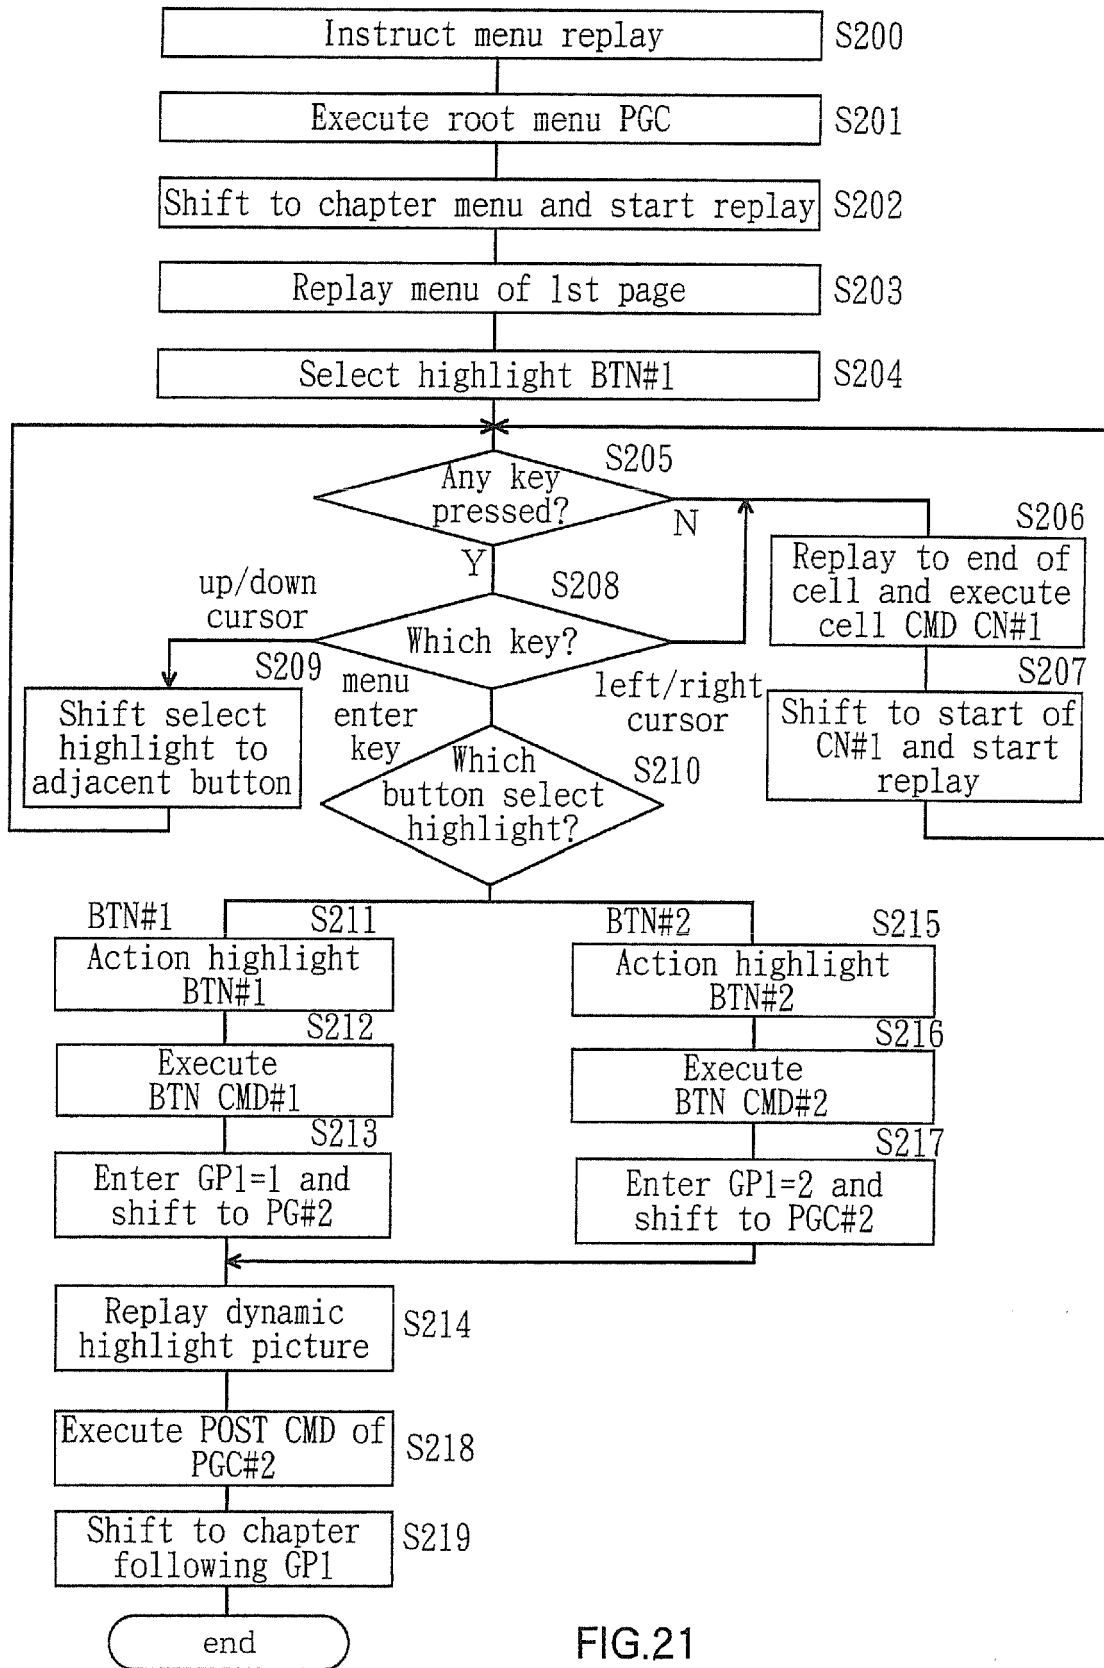 Instruct menu replay
S200
Execute root menu PGC
S201
Shift to chapter menu and start replay
S202
Replay menu of 1st page
S203
Select highlight BTN#1
S204
S205
Any key
pressed?
N
Y
S206
Replay to end of
cell and execute
cell CMD CN#1
S207
Shift to start of
CN#1 and start
replay
up/down
cursor
S208
Which key?
S209
Shift select
highlight to
adjacent button
menu
enter
key
left/right
cursor
Which
button select
highlight?
S210
BTN#1
S211
Action highlight
BTN#1
S212
Execute
BTN CMD#1
S213
Enter GP1=1 and
shift to PG#2
BTN#2
S215
Action highlight
BTN#2
S216
Execute
BTN CMD#2
S217
Enter GP1=2 and
shift to PGC#2
Replay dynamic
highlight picture
S214
Execute POST CMD of
PGC#2
S218
Shift to chapter
following GP1
S219
end
FIG.21